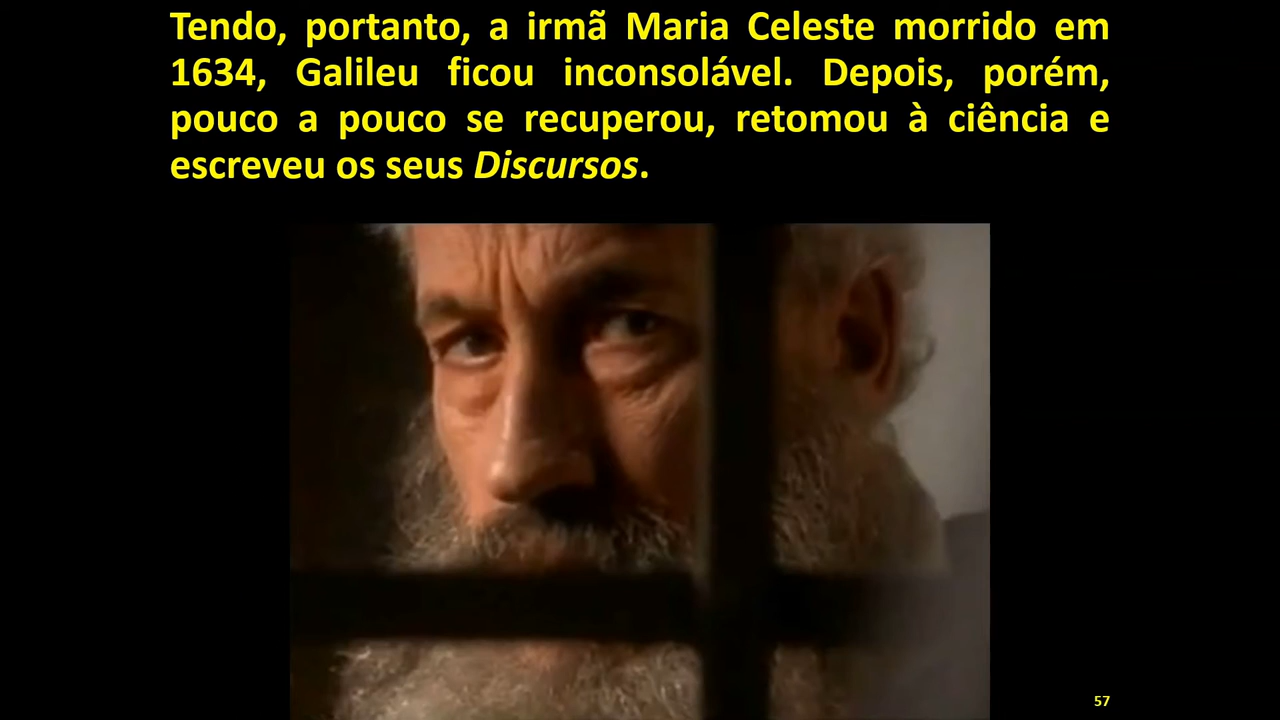 Tendo, portanto, a irmã Maria Celeste morrido em
1634, Galileu ficou inconsolável. Depois, porém,
pouco a pouco se recuperou, retomou à ciência e
escreveu os seus Discursos.
57